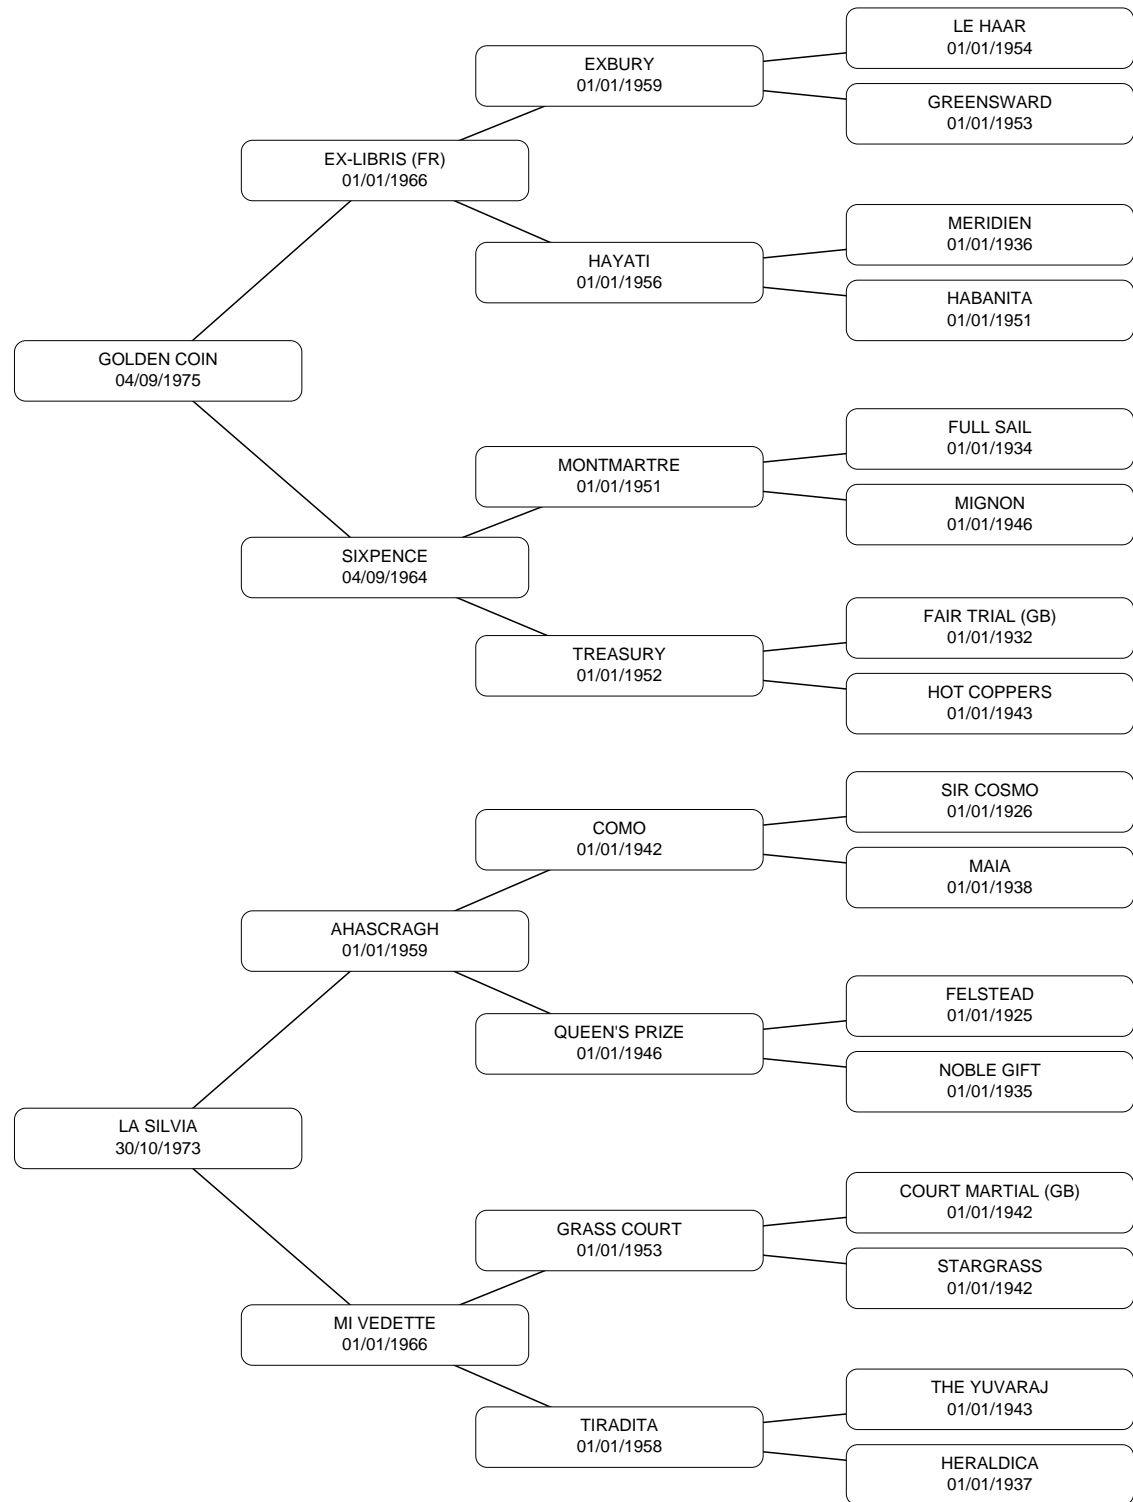 LE HAAR
01/01/1954
EXBURY
01/01/1959
GREENSWARD
01/01/1953
EX-LIBRIS (FR)
01/01/1966
MERIDIEN
01/01/1936
HAYATI
01/01/1956
HABANITA
01/01/1951
GOLDEN COIN
04/09/1975
FULL SAIL
01/01/1934
MONTMARTRE
01/01/1951
MIGNON
01/01/1946
SIXPENCE
04/09/1964
FAIR TRIAL (GB)
01/01/1932
TREASURY
01/01/1952
HOT COPPERS
01/01/1943
SIR COSMO
01/01/1926
COMO
01/01/1942
MAIA
01/01/1938
AHASCRAGH
01/01/1959
FELSTEAD
01/01/1925
QUEEN'S PRIZE
01/01/1946
NOBLE GIFT
01/01/1935
LA SILVIA
30/10/1973
COURT MARTIAL (GB)
01/01/1942
GRASS COURT
01/01/1953
STARGRASS
01/01/1942
MI VEDETTE
01/01/1966
THE YUVARAJ
01/01/1943
TIRADITA
01/01/1958
HERALDICA
01/01/1937